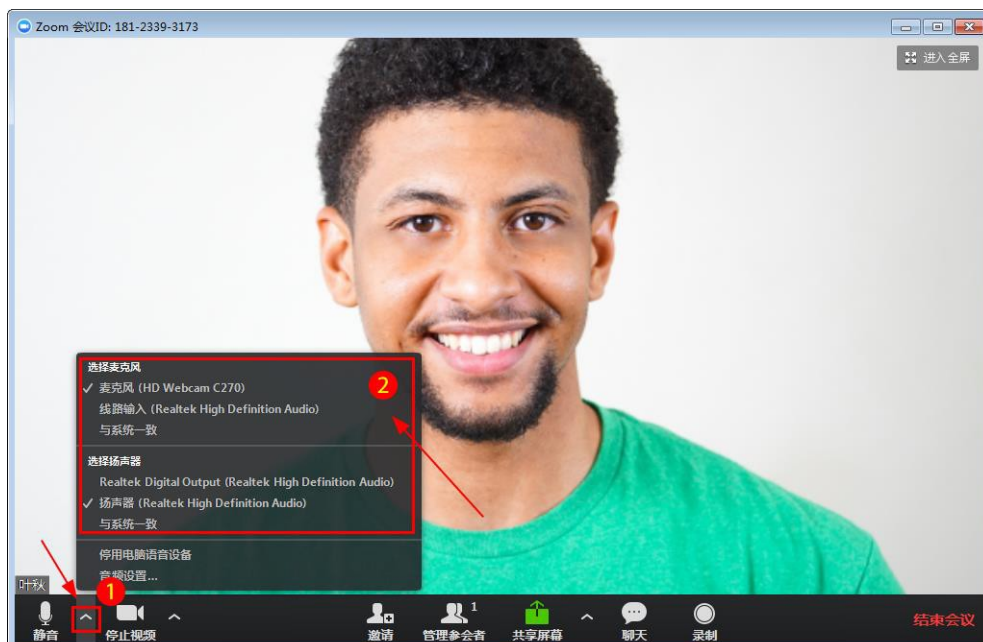 Zoom 会议ID: 181-2339-3173
进入全屏
选择麦克风
麦克风 (HD Webcam C270)
2
线路输入 (Realtek High Definition Audio)
与系统一致
选择扬声器
Realtek Digital Output (Realtek High Definition Audio)
扬声器 (Realtek High Definition Audio)
与系统一致
停用电脑语音设备
音频设置...
叶秋
1
静音
停止视频
邀请
1
管理参会者
共享屏幕
聊天
录制
结束会议